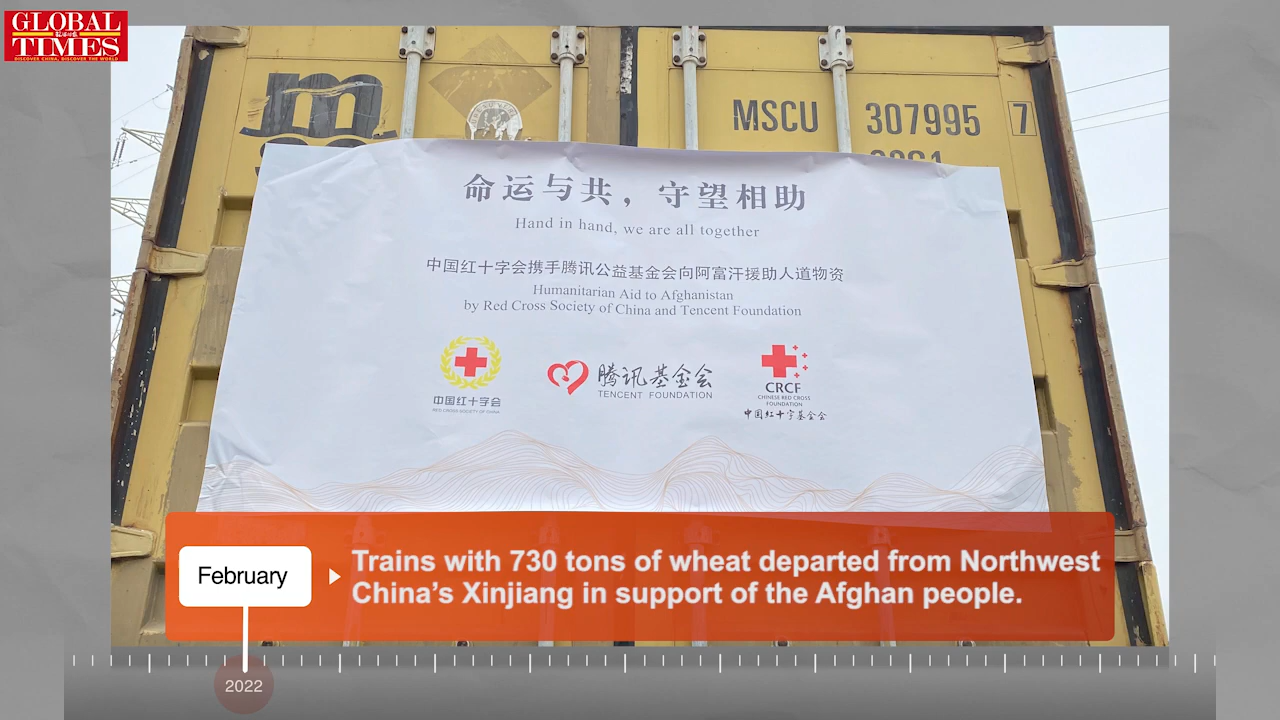 GLOBAL
TIMES
DISCOVER CHINA, DISCOVER THE WORLD
MSCU 307995 7
命运与共，守望相助
Hand in hand, we are all together
中国红十字会携手腾讯公益基金会向阿富汗援助人道物资
Humanitarian Aid to Afghanistan
by Red Cross Society of China and Tencent Foundation
中国红十字会
RED CROSS SOCIETY OF CHINA
腾讯基金会
TENCENT FOUNDATION
CRCF
CHINESE RED CROSS
FOUNDATION
中国红十字基金会
February
Trains with 730 tons of wheat departed from Northwest
China’s Xinjiang in support of the Afghan people.
2022